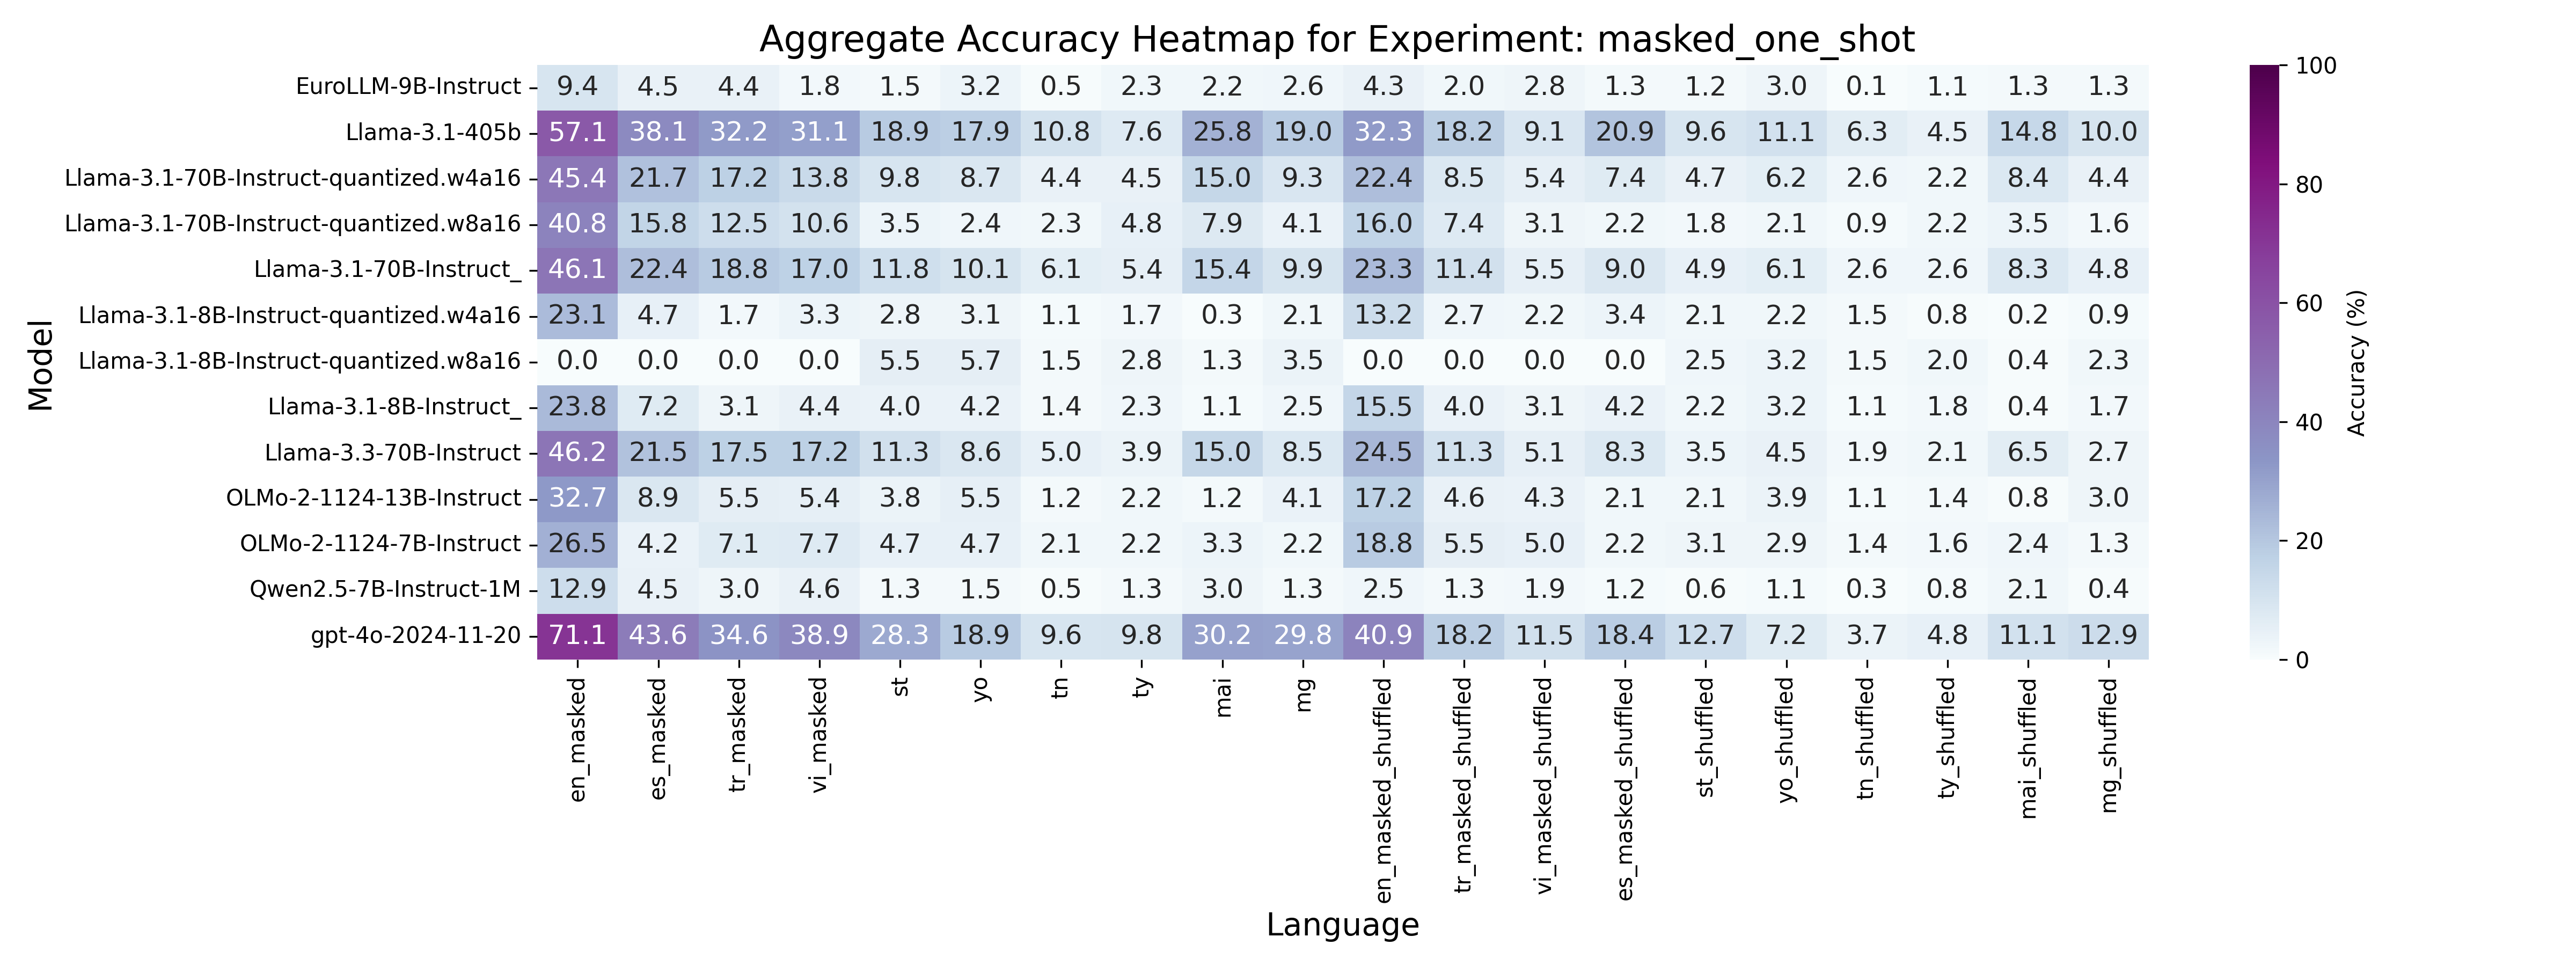 Aggregate Accuracy Heatmap for Experiment: masked_one_shot
EuroLLM-9B-Instruct 9.4 4.5 4.4 1.8 1.5 3.2 0.5 2.3 2.2 2.6 4.3 2.0 2.8 1.3 1.2 3.0 0.1 1.1 1.3 1.3
Llama-3.1-405b 57.1 38.1 32.2 31.1 18.9 17.9 10.8 7.6 25.8 19.0 32.3 18.2 9.1 20.9 9.6 11.1 6.3 4.5 14.8 10.0
Llama-3.1-70B-Instruct-quantized.w4a16 45.4 21.7 17.2 13.8 9.8 8.7 4.4 4.5 15.0 9.3 22.4 8.5 5.4 7.4 4.7 6.2 2.6 2.2 8.4 4.4
Llama-3.1-70B-Instruct-quantized.w8a16 40.8 15.8 12.5 10.6 3.5 2.4 2.3 4.8 7.9 4.1 16.0 7.4 3.1 2.2 1.8 2.1 0.9 2.2 3.5 1.6
Llama-3.1-70B-Instruct_ 46.1 22.4 18.8 17.0 11.8 10.1 6.1 5.4 15.4 9.9 23.3 11.4 5.5 9.0 4.9 6.1 2.6 2.6 8.3 4.8
Llama-3.1-8B-Instruct-quantized.w4a16 23.1 4.7 1.7 3.3 2.8 3.1 1.1 1.7 0.3 2.1 13.2 2.7 2.2 3.4 2.1 2.2 1.5 0.8 0.2 0.9
Llama-3.1-8B-Instruct-quantized.w8a16 0.0 0.0 0.0 0.0 5.5 5.7 1.5 2.8 1.3 3.5 0.0 0.0 0.0 0.0 2.5 3.2 1.5 2.0 0.4 2.3
Llama-3.1-8B-Instruct_ 23.8 7.2 3.1 4.4 4.0 4.2 1.4 2.3 1.1 2.5 15.5 4.0 3.1 4.2 2.2 3.2 1.1 1.8 0.4 1.7
Llama-3.3-70B-Instruct 46.2 21.5 17.5 17.2 11.3 8.6 5.0 3.9 15.0 8.5 24.5 11.3 5.1 8.3 3.5 4.5 1.9 2.1 6.5 2.7
OLMo-2-1124-13B-Instruct 32.7 8.9 5.5 5.4 3.8 5.5 1.2 2.2 1.2 4.1 17.2 4.6 4.3 2.1 2.1 3.9 1.1 1.4 0.8 3.0
OLMo-2-1124-7B-Instruct 26.5 4.2 7.1 7.7 4.7 4.7 2.1 2.2 3.3 2.2 18.8 5.5 5.0 2.2 3.1 2.9 1.4 1.6 2.4 1.3
Qwen2.5-7B-Instruct-1M 12.9 4.5 3.0 4.6 1.3 1.5 0.5 1.3 3.0 1.3 2.5 1.3 1.9 1.2 0.6 1.1 0.3 0.8 2.1 0.4
gpt-4o-2024-11-20 71.1 43.6 34.6 38.9 28.3 18.9 9.6 9.8 30.2 29.8 40.9 18.2 11.5 18.4 12.7 7.2 3.7 4.8 11.1 12.9
en_masked es_masked tr_masked vi_masked st yo tn ty mai mg en_masked_shuffled tr_masked_shuffled vi_masked_shuffled es_masked_shuffled st_shuffled yo_shuffled tn_shuffled ty_shuffled mai_shuffled mg_shuffled
Language
Model
100
80
60
40
20
0
Accuracy (%)